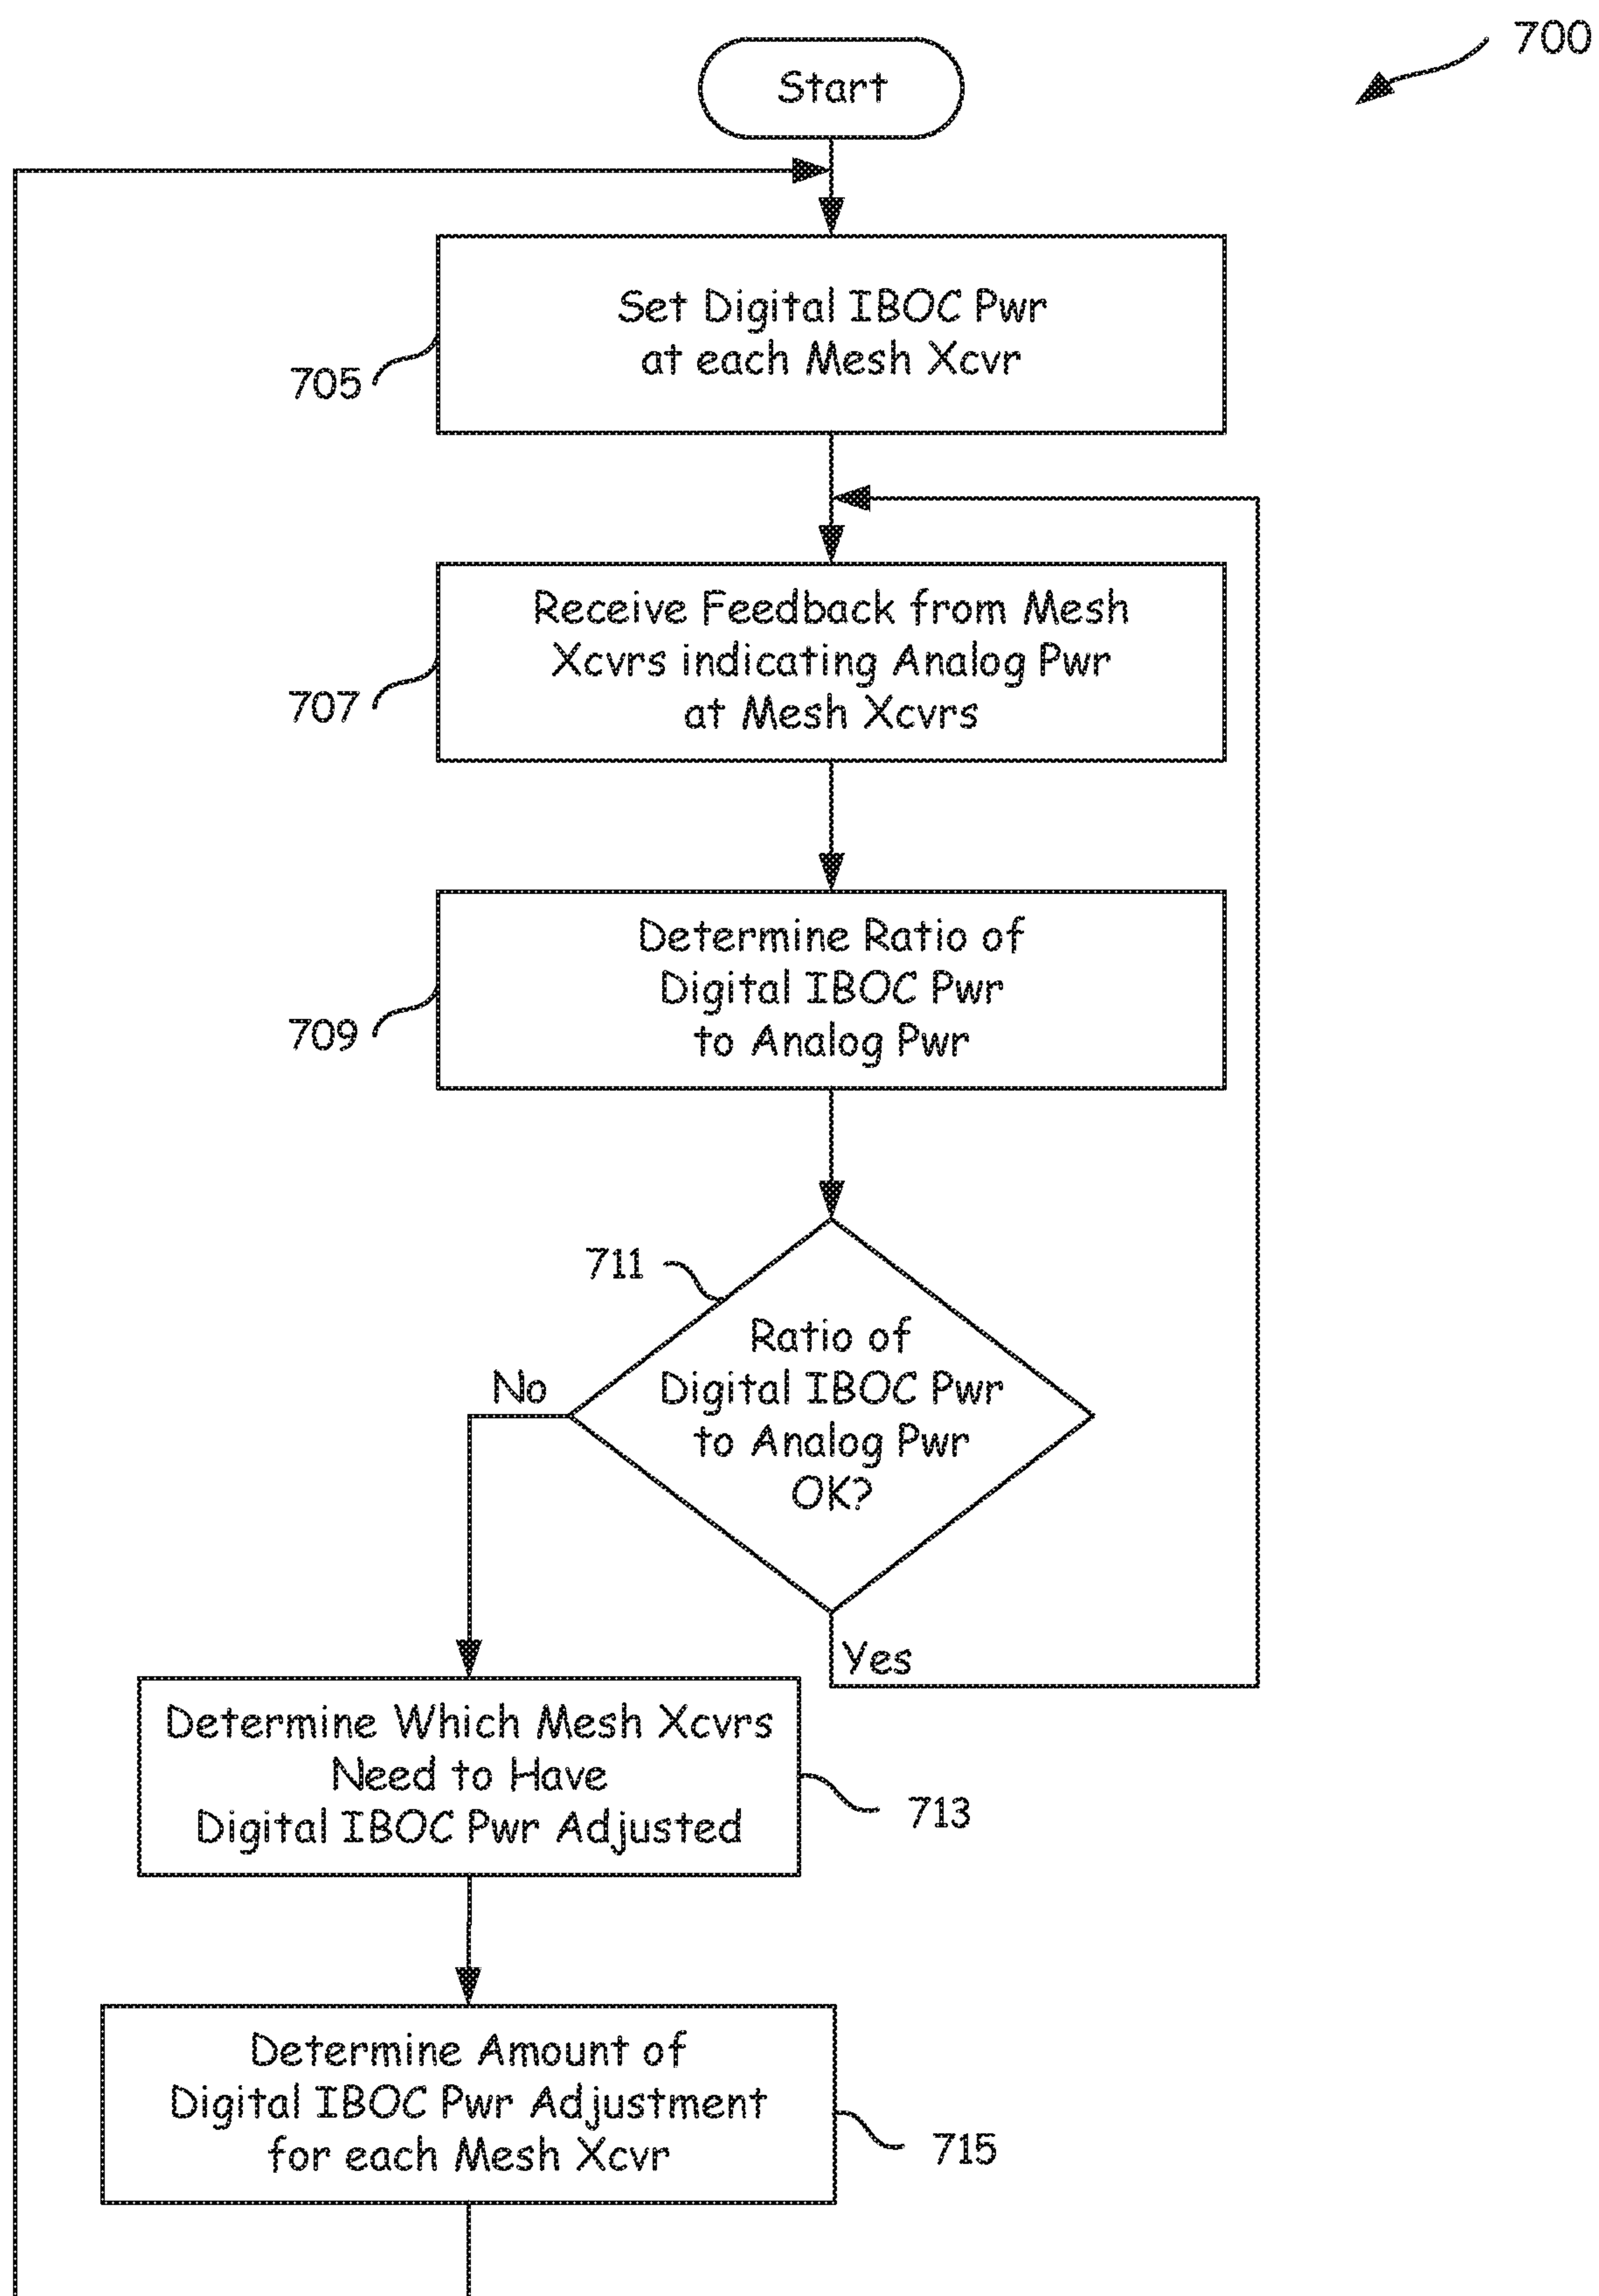 700
Start
Set Digital IBOC Pwr
at each Mesh Xcvr
705
Receive Feedback from Mesh
Xcvrs indicating Analog Pwr
at Mesh Xcvrs
707
Determine Ratio of
Digital IBOC Pwr
to Analog Pwr
709
711
Ratio of
Digital IBOC Pwr
to Analog Pwr
OK?
No
Yes
Determine Which Mesh Xcvrs
Need to Have
Digital IBOC Pwr Adjusted
713
Determine Amount of
Digital IBOC Pwr Adjustment
for each Mesh Xcvr
715